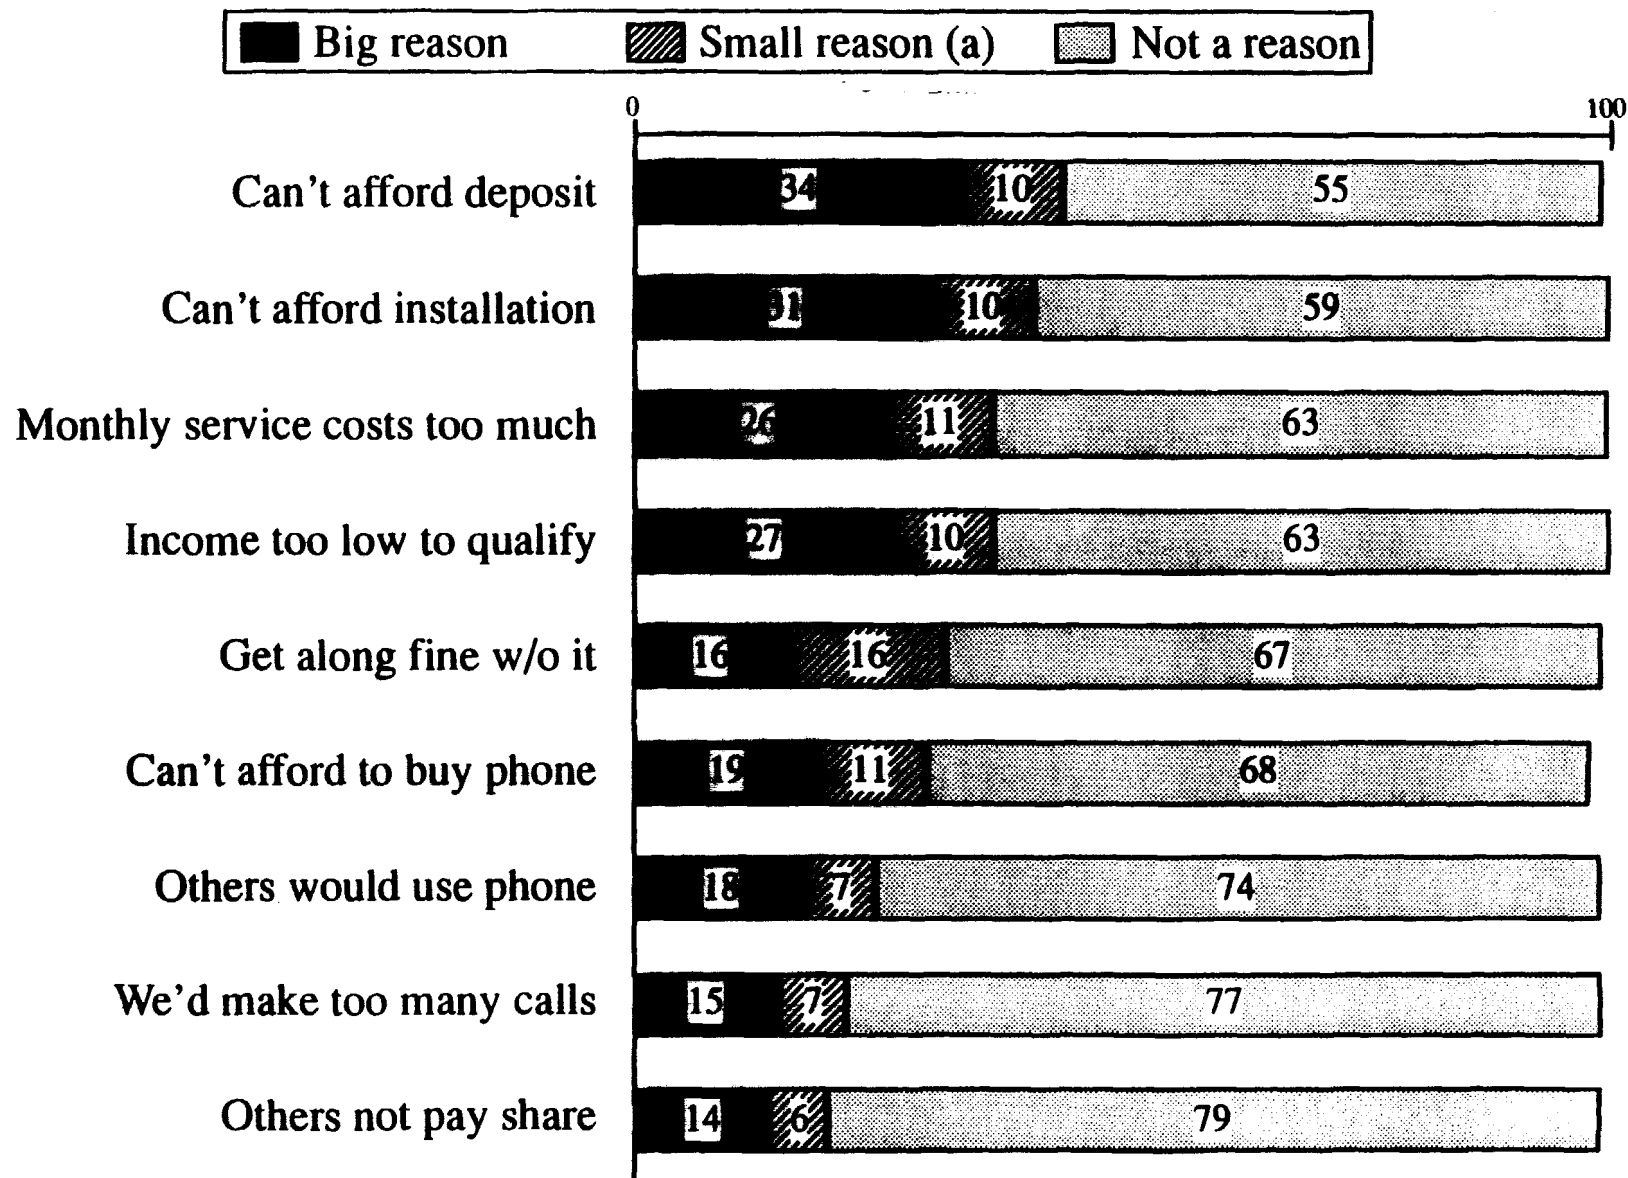 Big reason Small reason (a) Not a reason
0 100
Can't afford deposit 34 10 55
Can't afford installation 31 10 59
Monthly service costs too much 26 11 63
Income too low to qualify 27 10 63
Get along fine w/o it 16 16 67
Can't afford to buy phone 19 11 68
Others would use phone 18 7 74
We'd make too many calls 15 7 77
Others not pay share 14 6 79